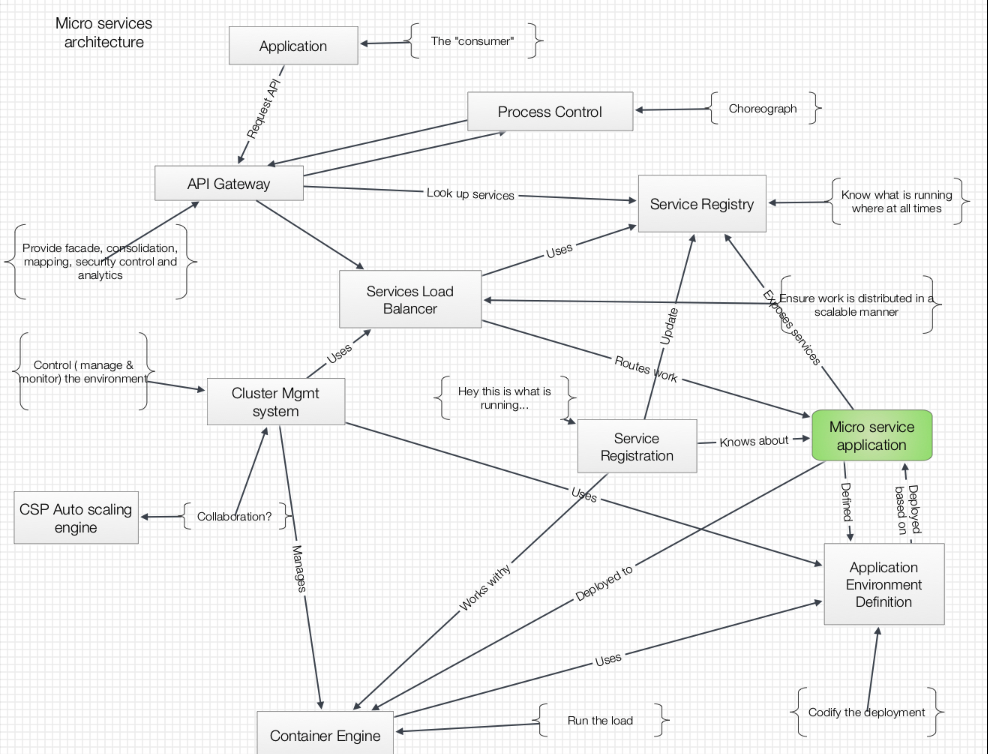 Micro services
architecture
Application
The "consumer"
Request API
Process Control
Choreograph
API Gateway
Look up services
Service Registry
Know what is running
where at all times
Provide facade, consolidation,
mapping, security control and
analytics
Uses
Services Load
Balancer
Ensure work is distributed in a
scalable manner
Exposes services
Update
Uses
Routes work
Control ( manage &
monitor) the environment
Cluster Mgmt
system
Hey this is what is
running...
Service
Registration
Knows about
Micro service
application
CSP Auto scaling
engine
Collaboration?
Uses
Defined
Deployed
based on
Manages
Works withy
Deployed to
Application
Environment
Definition
Uses
Container Engine
Run the load
Codify the deployment